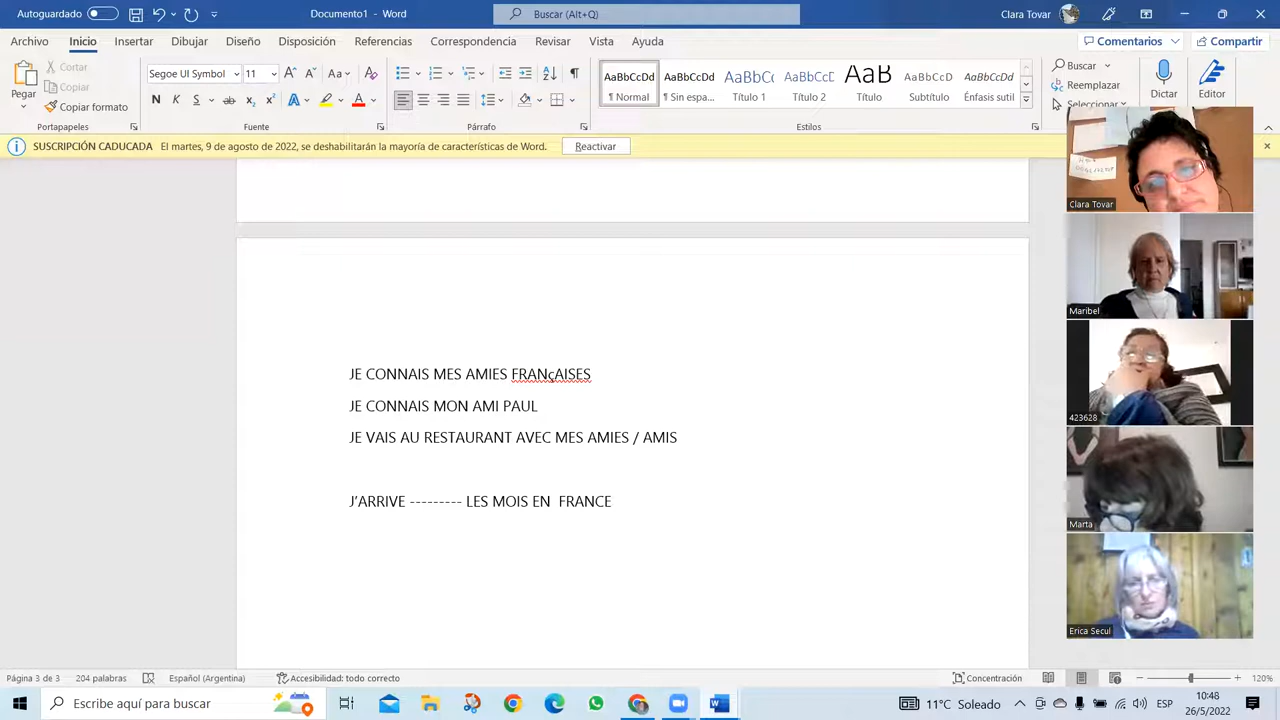 Autoguardado
Documento1 - Word
Buscar (Alt+Q)
Clara Tovar
Archivo Inicio Insertar Dibujar Diseño Disposición Referencias Correspondencia Revisar Vista Ayuda
Comentarios Compartir
Pegar
Cortar
Copiar
Copiar formato
Portapapeles
Segoe UI Symbol 11
N K S
Fuente
Párrafo
AaBbCcDd AaBbCcDd AaBbCc AaBbCcD AaB AaBbCcD AaBbCcDd
Normal Sin espa... Título 1 Título 2 Título Subtítulo Énfasis sutil
Estilos
Buscar
Reemplazar
Seleccionar
Dictar
Editor
SUSCRIPCIÓN CADUCADA El martes, 9 de agosto de 2022, se deshabilitarán la mayoría de características de Word. Reactivar
JE CONNAIS MES AMIES FRANçAISES
JE CONNAIS MON AMI PAUL
JE VAIS AU RESTAURANT AVEC MES AMIES / AMIS
J'ARRIVE --------- LES MOIS EN FRANCE
Clara Tovar
Maribel
423628
Marta
Erica Secul
Página 3 de 3 204 palabras Español (Argentina) Accesibilidad: todo correcto Concentración 120%
Escribe aquí para buscar
11°C Soleado
ESP
10:48
26/5/2022